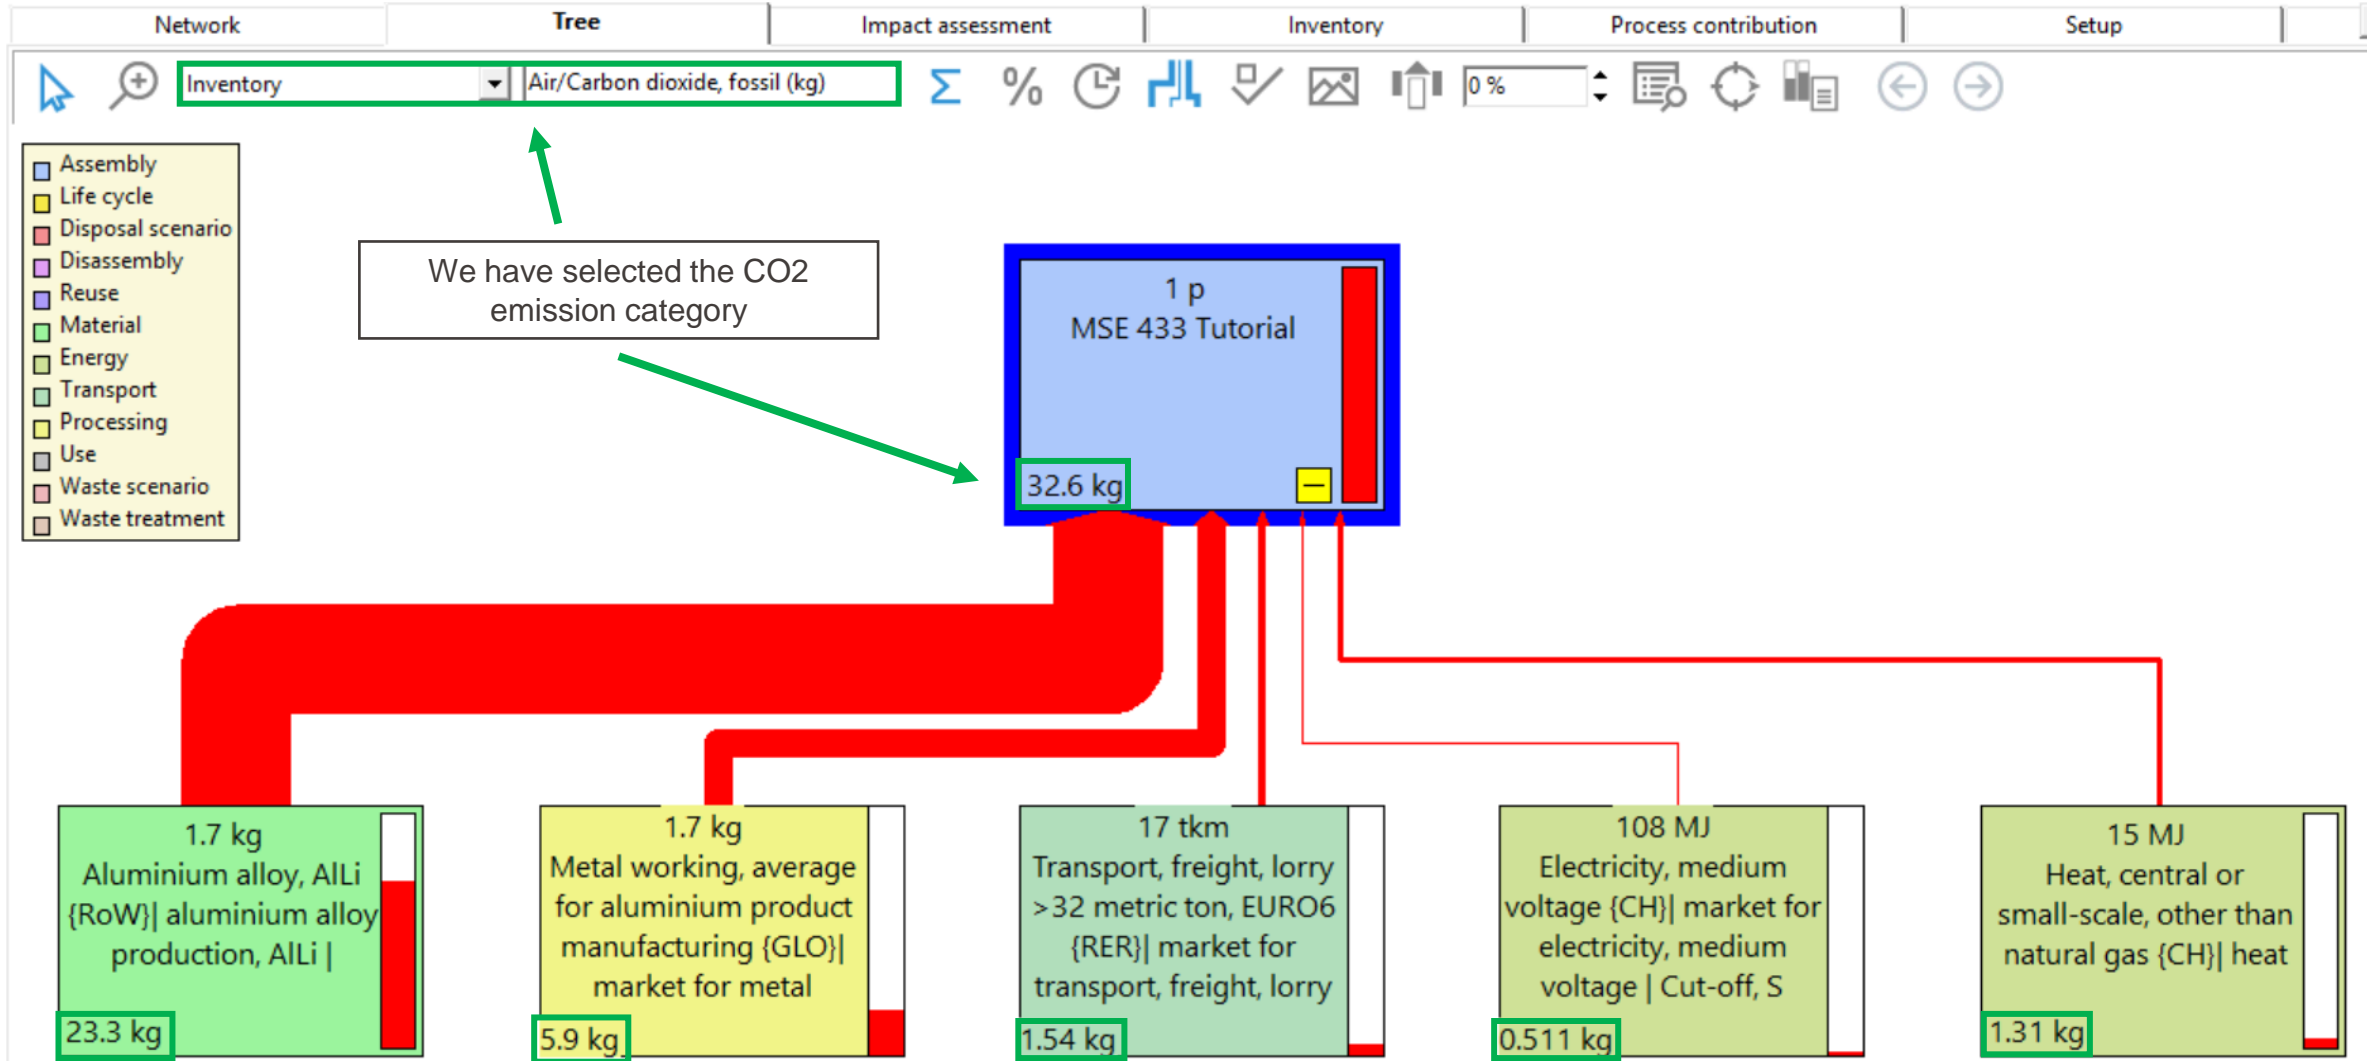 Network
Tree
Impact assessment
Inventory
Process contribution
Setup
Inventory
Air/Carbon dioxide, fossil (kg)
Σ
%
0 %
Assembly
Life cycle
Disposal scenario
Disassembly
Reuse
Material
Energy
Transport
Processing
Use
Waste scenario
Waste treatment
We have selected the CO2
emission category
1 p
MSE 433 Tutorial
32.6 kg
1.7 kg
Aluminium alloy, AlLi
{RoW}| aluminium alloy
production, AlLi |
23.3 kg
1.7 kg
Metal working, average
for aluminium product
manufacturing {GLO}|
market for metal
5.9 kg
17 tkm
Transport, freight, lorry
>32 metric ton, EURO6
{RER}| market for
transport, freight, lorry
1.54 kg
108 MJ
Electricity, medium
voltage {CH}| market for
electricity, medium
voltage | Cut-off, S
0.511 kg
15 MJ
Heat, central or
small-scale, other than
natural gas {CH}| heat
1.31 kg